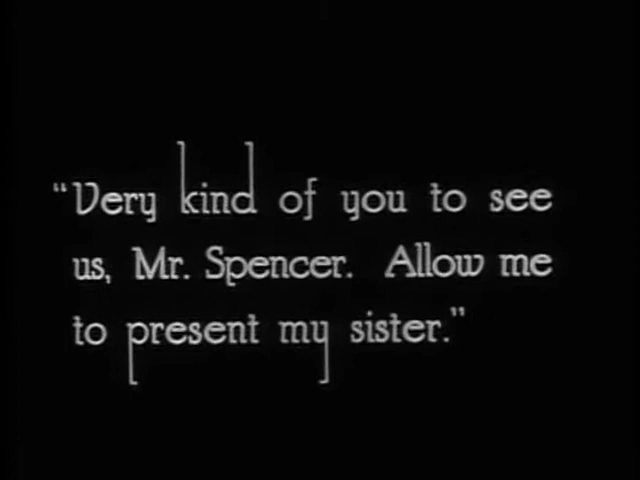 “Very kind of you to see
us, Mr. Spencer. Allow me
to present my sister.”